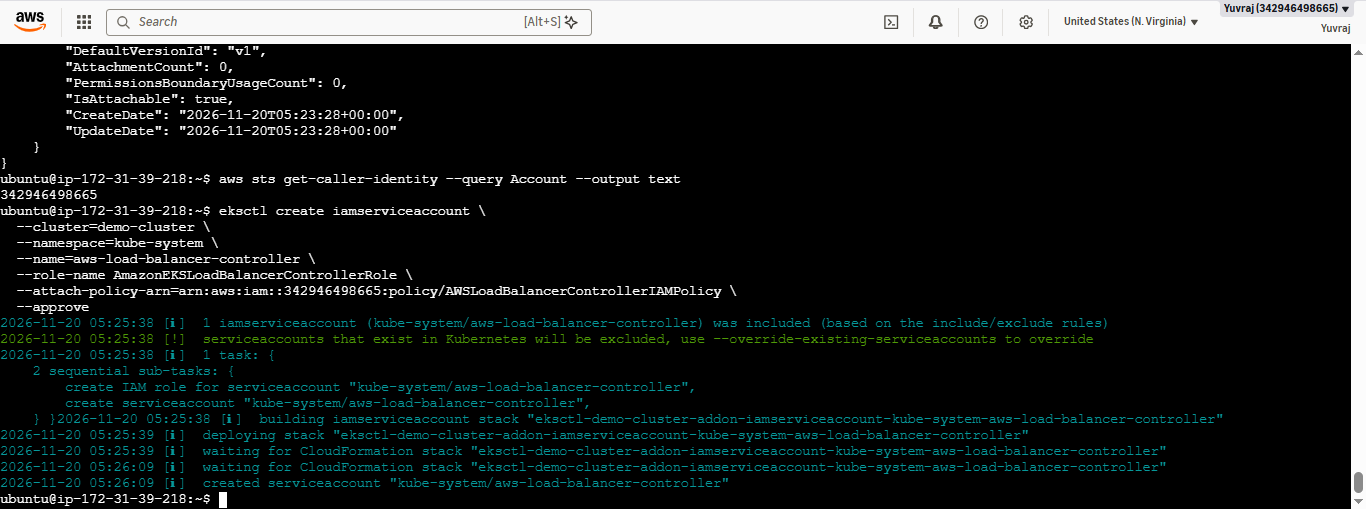 aws
Search
[Alt+S]
United States (N. Virginia) ▼
Yuvraj (342946498665) ▼
Yuvraj
        "DefaultVersionId": "v1",
        "AttachmentCount": 0,
        "PermissionsBoundaryUsageCount": 0,
        "IsAttachable": true,
        "CreateDate": "2026-11-20T05:23:28+00:00",
        "UpdateDate": "2026-11-20T05:23:28+00:00"
    }
}
ubuntu@ip-172-31-39-218:~$ aws sts get-caller-identity --query Account --output text
342946498665
ubuntu@ip-172-31-39-218:~$ eksctl create iamserviceaccount \
  --cluster=demo-cluster \
  --namespace=kube-system \
  --name=aws-load-balancer-controller \
  --role-name AmazonEKSLoadBalancerControllerRole \
  --attach-policy-arn=arn:aws:iam::342946498665:policy/AWSLoadBalancerControllerIAMPolicy \
  --approve
2026-11-20 05:25:38 [ℹ]  1 iamserviceaccount (kube-system/aws-load-balancer-controller) was included (based on the include/exclude rules)
2026-11-20 05:25:38 [!]  serviceaccounts that exist in Kubernetes will be excluded, use --override-existing-serviceaccounts to override
2026-11-20 05:25:38 [ℹ]  1 task: {
    2 sequential sub-tasks: {
        create IAM role for serviceaccount "kube-system/aws-load-balancer-controller",
        create serviceaccount "kube-system/aws-load-balancer-controller",
    } }2026-11-20 05:25:38 [ℹ]  building iamserviceaccount stack "eksctl-demo-cluster-addon-iamserviceaccount-kube-system-aws-load-balancer-controller"
2026-11-20 05:25:39 [ℹ]  deploying stack "eksctl-demo-cluster-addon-iamserviceaccount-kube-system-aws-load-balancer-controller"
2026-11-20 05:25:39 [ℹ]  waiting for CloudFormation stack "eksctl-demo-cluster-addon-iamserviceaccount-kube-system-aws-load-balancer-controller"
2026-11-20 05:26:09 [ℹ]  waiting for CloudFormation stack "eksctl-demo-cluster-addon-iamserviceaccount-kube-system-aws-load-balancer-controller"
2026-11-20 05:26:09 [ℹ]  created serviceaccount "kube-system/aws-load-balancer-controller"
ubuntu@ip-172-31-39-218:~$